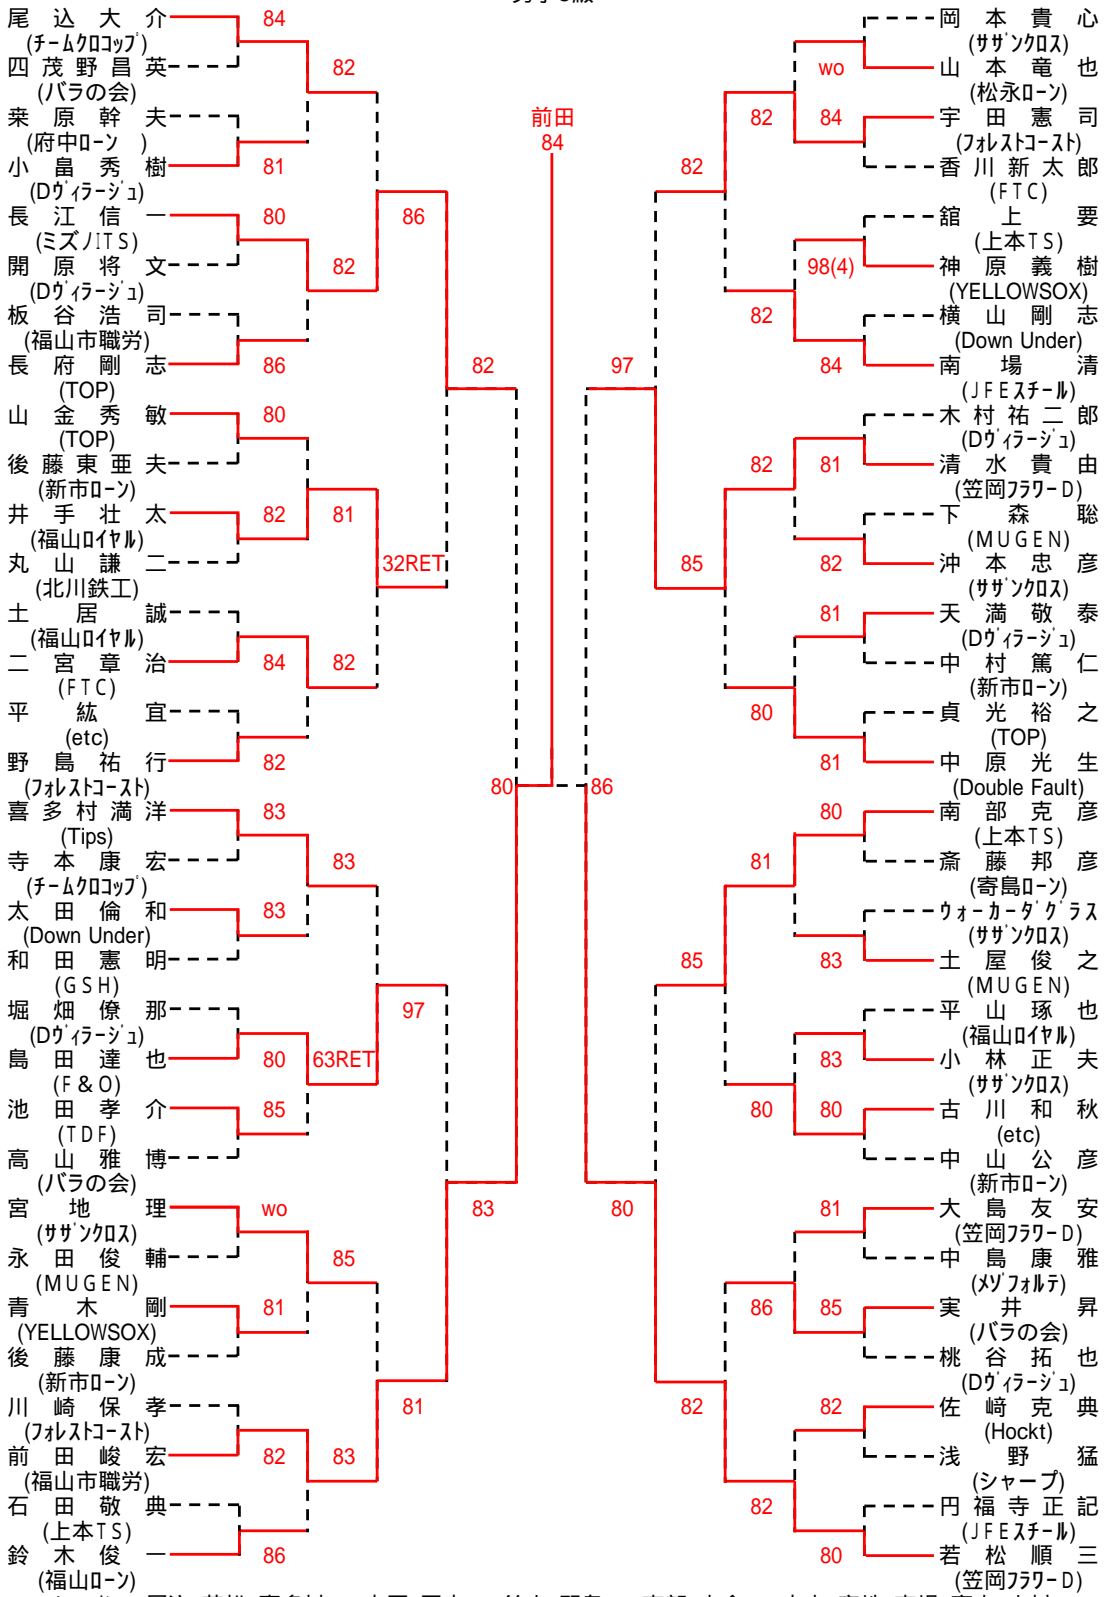 尾込大介
(チームクロコップ)
四茂野昌英
(バラの会)
桒原幹夫
(府中ローン )
小畠秀樹
(Dヴィラージュ)
長江信一
(ミズノITS)
開原将文
(Dヴィラージュ)
板谷浩司
(福山市職労)
長府剛志
(TOP)
山金秀敏
(TOP)
後藤東亜夫
(新市ローン)
井手壮太
(福山ロイヤル)
丸山謙二
(北川鉄工)
土居誠
(福山ロイヤル)
二宮章治
(FTC)
平紘宜
(etc)
野島祐行
(フォレストコースト)
喜多村満洋
(Tips)
寺本康宏
(チームクロコップ)
太田倫和
(Down Under)
和田憲明
(GSH)
堀畑僚那
(Dヴィラージュ)
島田達也
(F&O)
池田孝介
(TDF)
高山雅博
(バラの会)
宮地理
(サザンクロス)
永田俊輔
(MUGEN)
青木剛
(YELLOWSOX)
後藤康成
(新市ローン)
川崎保孝
(フォレストコースト)
前田峻宏
(福山市職労)
石田敬典
(上本TS)
鈴木俊一
(福山ローン)
84
81
80
86
80
82
84
82
83
83
80
85
wo
81
82
86
82
82
81
82
83
63RET
85
83
86
32RET
97
81
82
83
80
前田
84
86
97
80
82
85
85
82
82
82
82
80
81
80
86
82
wo
84
98(4)
84
81
82
81
81
80
83
83
80
81
85
82
80
岡本貴心
(サザンクロス)
山本竜也
(松永ローン)
宇田憲司
(フォレストコースト)
香川新太郎
(FTC)
舘上要
(上本TS)
神原義樹
(YELLOWSOX)
横山剛志
(Down Under)
南場清
(JFEスチール)
木村祐二郎
(Dヴィラージュ)
清水貴由
(笠岡フラワーD)
下森聡
(MUGEN)
沖本忠彦
(サザンクロス)
天満敬泰
(Dヴィラージュ)
中村篤仁
(新市ローン)
貞光裕之
(TOP)
中原光生
(Double Fault)
南部克彦
(上本TS)
斎藤邦彦
(寄島ローン)
ウォーカーダグラス
(サザンクロス)
土屋俊之
(MUGEN)
平山琢也
(福山ロイヤル)
小林正夫
(サザンクロス)
古川和秋
(etc)
中山公彦
(新市ローン)
大島友安
(笠岡フラワーD)
中島康雅
(メゾフォルテ)
実井昇
(バラの会)
桃谷拓也
(Dヴィラージュ)
佐﨑克典
(Hockt)
浅野猛
(シャープ)
円福寺正記
(JFEスチール)
若松順三
(笠岡フラワーD)